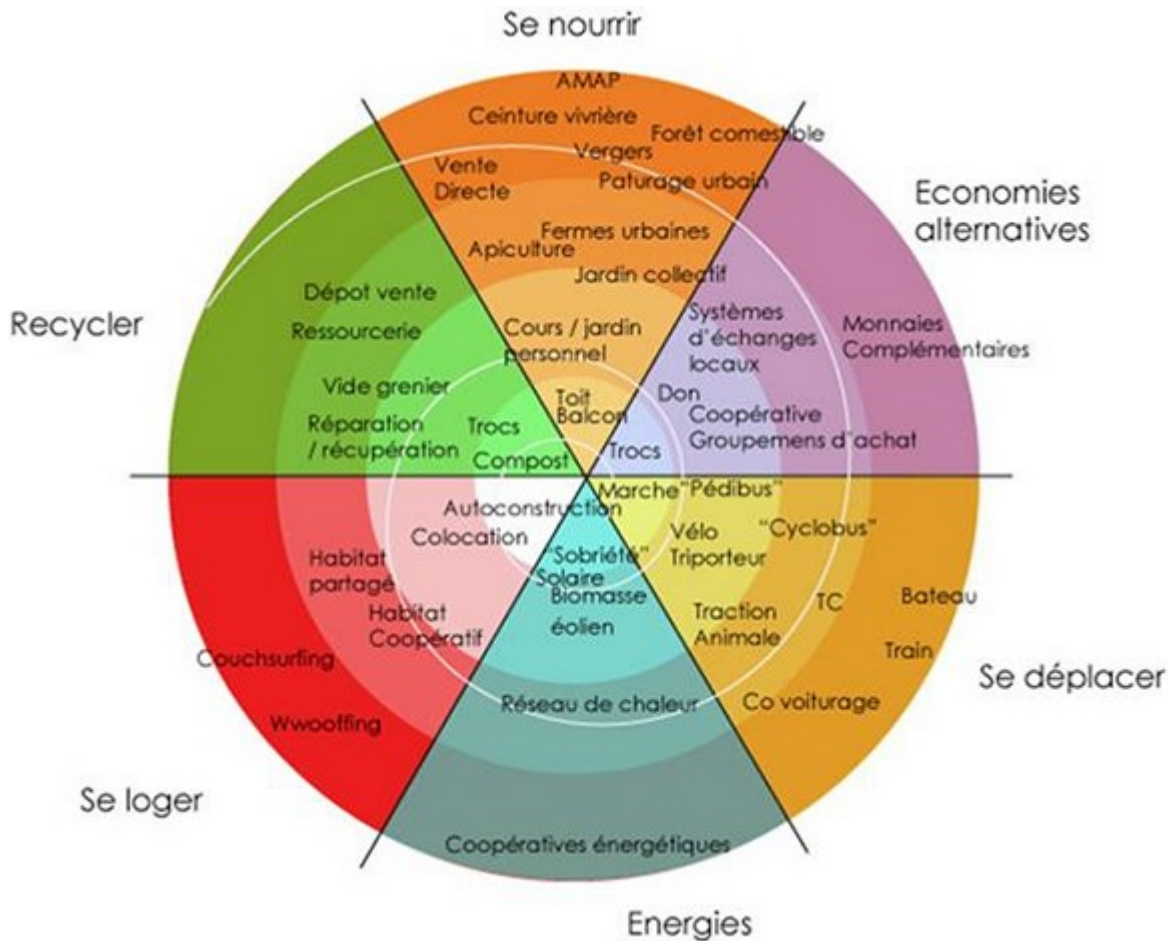 Se nourrir
AMAP
Ceinture vivrière
Forêt comestible
Vergers
Vente
Directe
Paturage urbain
Fermes urbaines
Apiculture
Jardin collectif
Cours / jardin
personnel
Toit
Balcon
Economies
alternatives
Systèmes
d'échanges
locaux
Monnaies
Complémentaires
Don
Coopérative
Groupemens d'achat
Trocs
Recycler
Dépot vente
Ressourcerie
Vide grenier
Réparation
/ récupération
Trocs
Compost
Marche
"Pédibus"
Vélo
Triporteur
"Cyclobus"
Traction
Animale
TC
Bateau
Train
Co voiturage
Se déplacer
Autoconstruction
Colocation
Habitat
partagé
Habitat
Coopératif
Couchsurfing
Wwooffing
Se loger
"Sobriété"
Solaire
Biomasse
éolien
Réseau de chaleur
Coopératives énergétiques
Energies